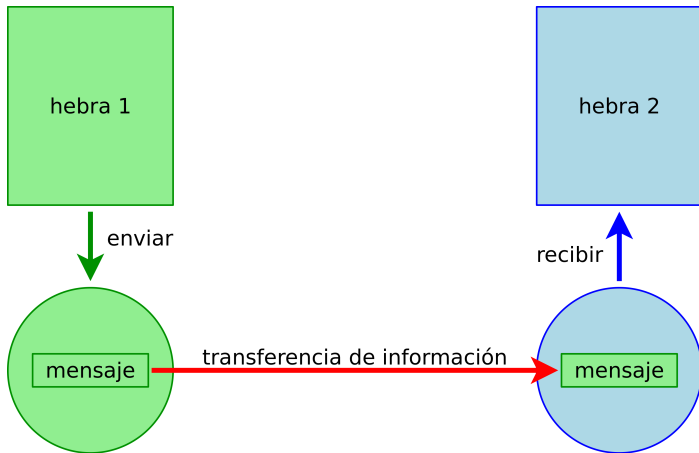 hebra 1
hebra 2
enviar
recibir
transferencia de información
mensaje
mensaje